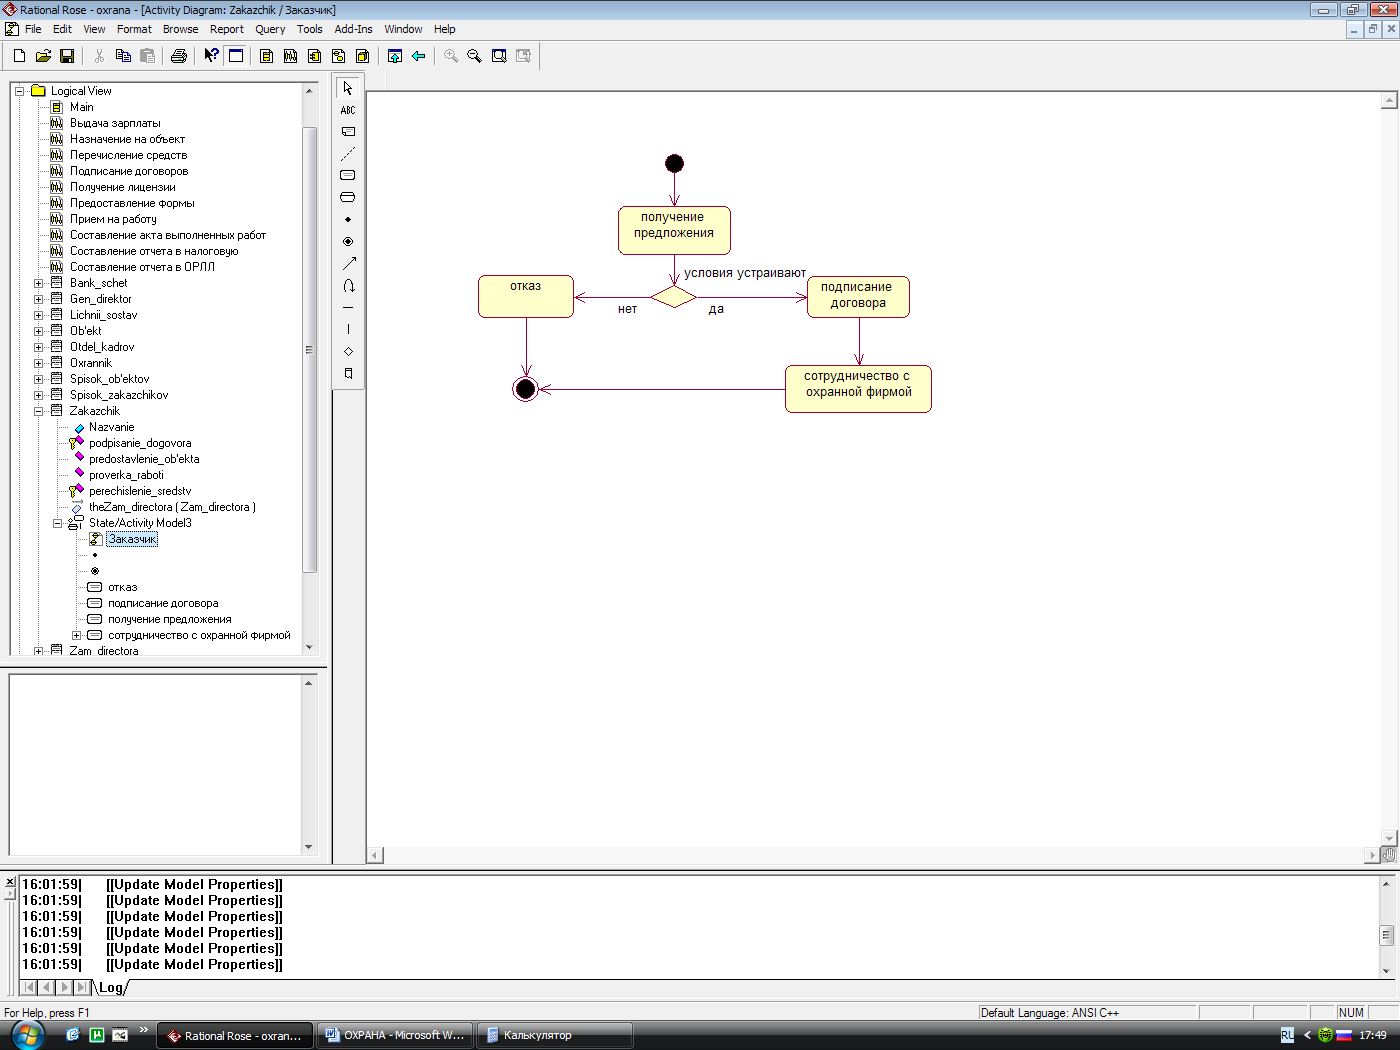 Rational Rose - oxrana - [Activity Diagram: Zakazchik / Заказчик]
File Edit View Format Browse Report Query Tools Add-Ins Window Help
ABC
Logical View
Main
Выдача зарплаты
Назначение на объект
Перечисление средств
Подписание договоров
Получение лицензии
Предоставление формы
Прием на работу
Составление акта выполненных работ
Составление отчета в налоговую
Составление отчета в ОРЛЛ
Bank_schet
Gen_direktor
Lichnii_sostav
Ob'ekt
Otdel_kadrov
Oxrannik
Spisok_ob'ektov
Spisok_zakazchikov
Zakazchik
Nazvanie
podpisanie_dogovora
predostavlenie_ob'ekta
proverka_raboti
perechislenie_sredstv
theZam_directora ( Zam_directora )
State/Activity Model3
Заказчик
отказ
подписание договора
получение предложения
сотрудничество с охранной фирмой
Zam_directora
получение
предложения
условия устраивают
отказ
подписание
договора
нет
да
сотрудничество с
охранной фирмой
16:01:59| [[Update Model Properties]]
16:01:59| [[Update Model Properties]]
16:01:59| [[Update Model Properties]]
16:01:59| [[Update Model Properties]]
16:01:59| [[Update Model Properties]]
16:01:59| [[Update Model Properties]]
Log
For Help, press F1
Default Language: ANSI C++
NUM
Rational Rose - oxran...
ОХРАНА - Microsoft W...
Калькулятор
RL
17:49